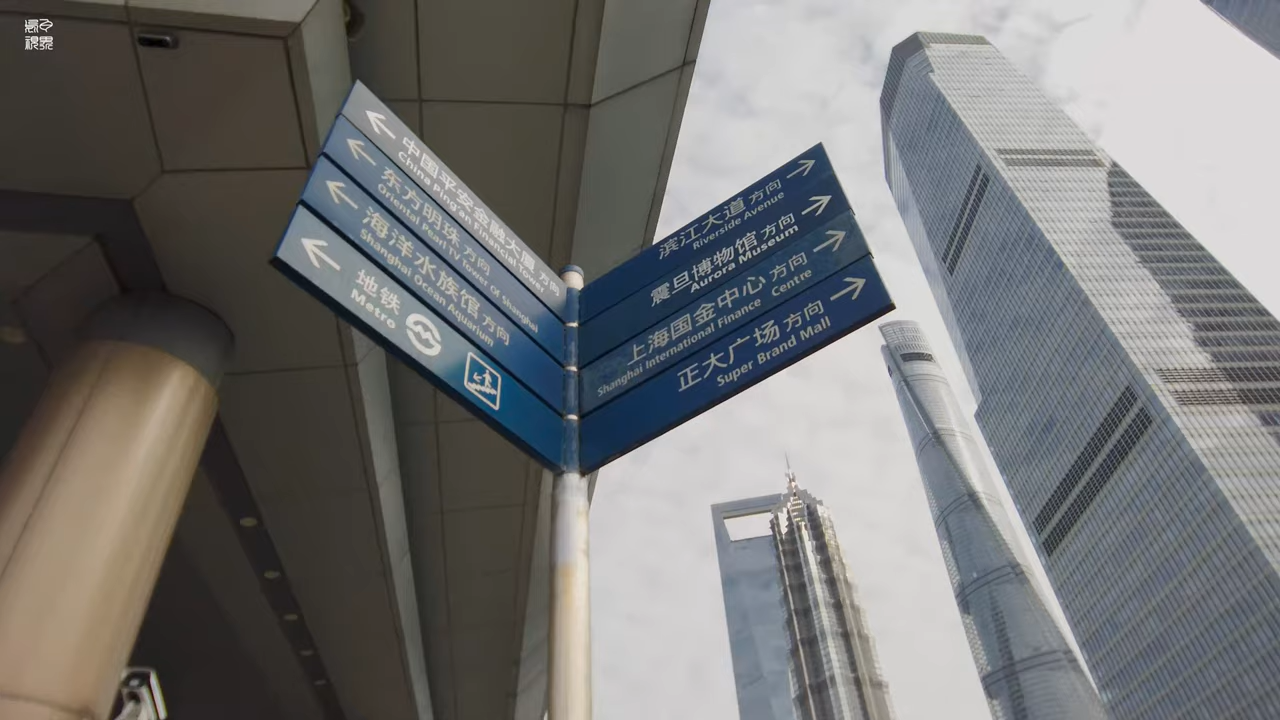 中国平安金融大厦 方向
China Ping'an Financial Tower
东方明珠 方向
Oriental Pearl TV Tower Of Shanghai
海洋水族馆 方向
Shanghai Ocean Aquarium
地铁
Metro
滨江大道 方向
Riverside Avenue
震旦博物馆 方向
Aurora Museum
上海国金中心 方向
Shanghai International Finance Centre
正大广场 方向
Super Brand Mall